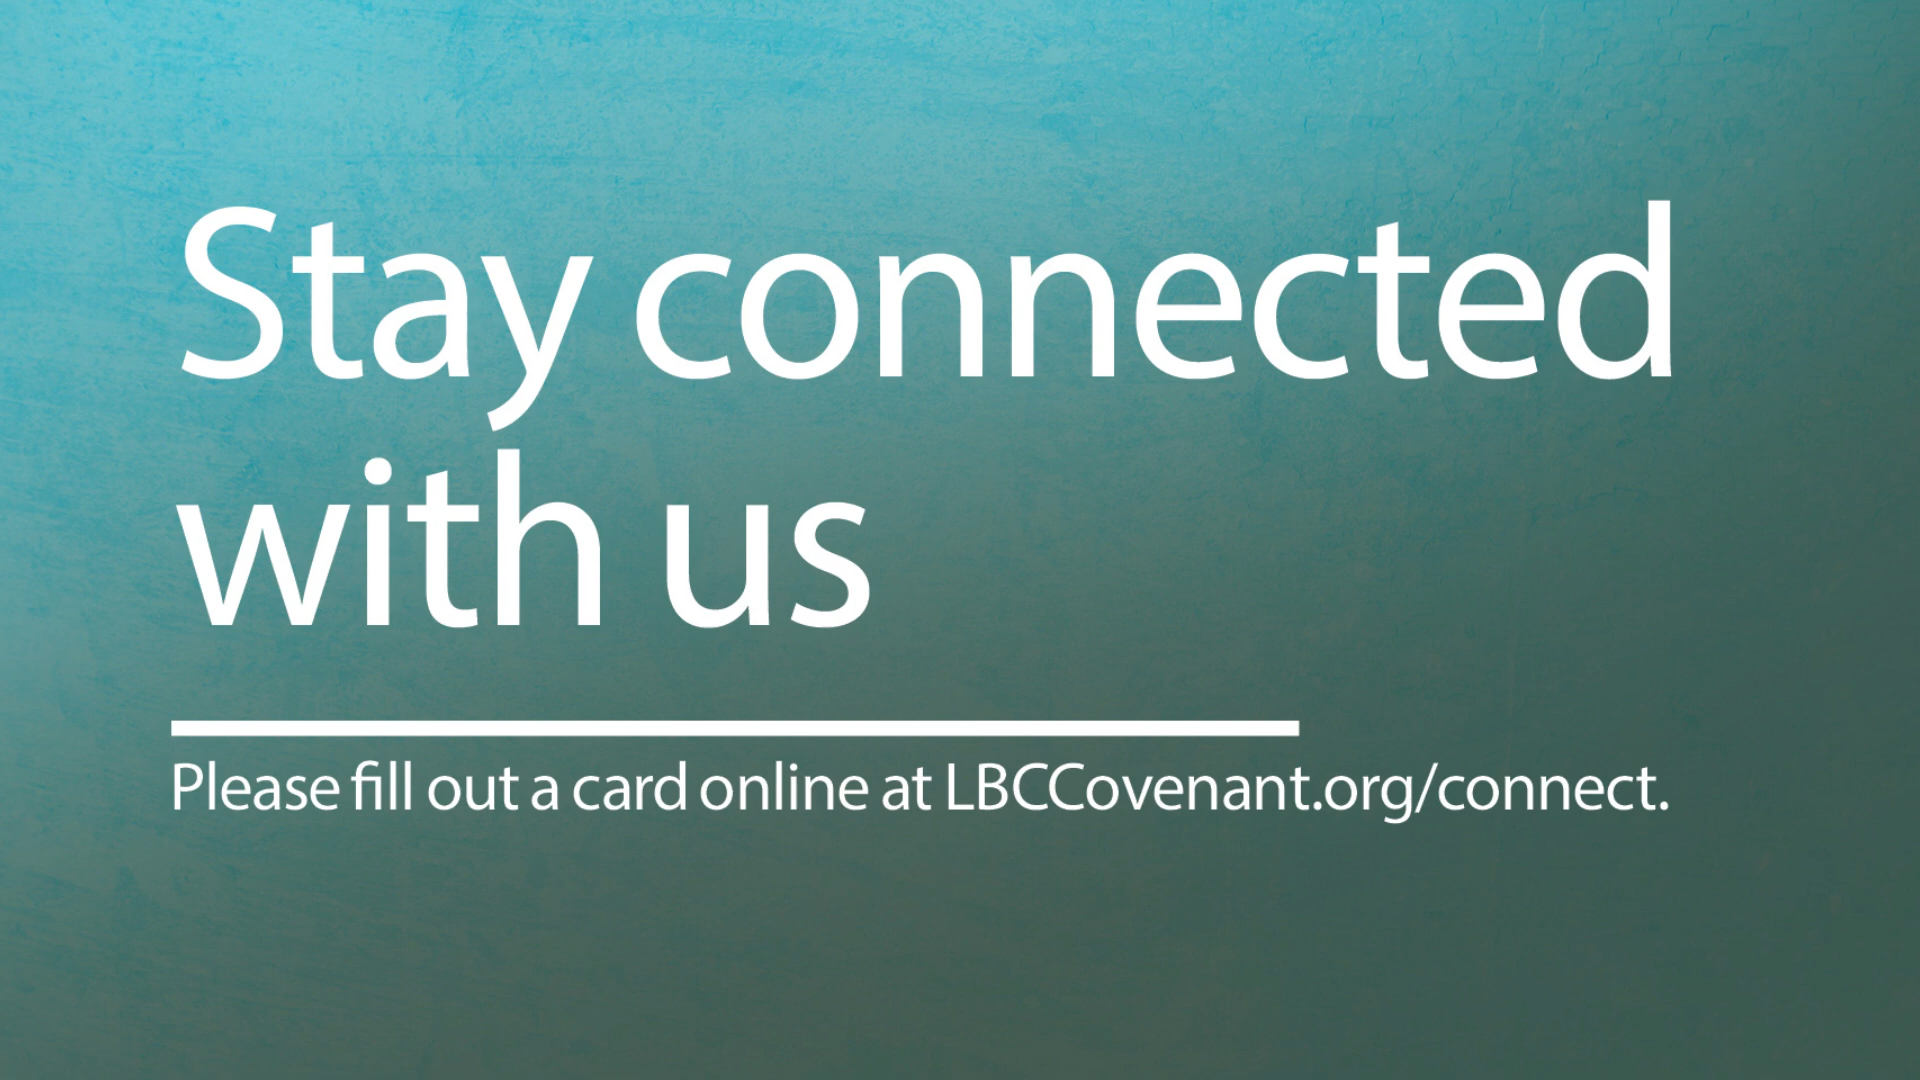 Stay connected
with us
Please fill out a card online at LBCCovenant.org/connect.